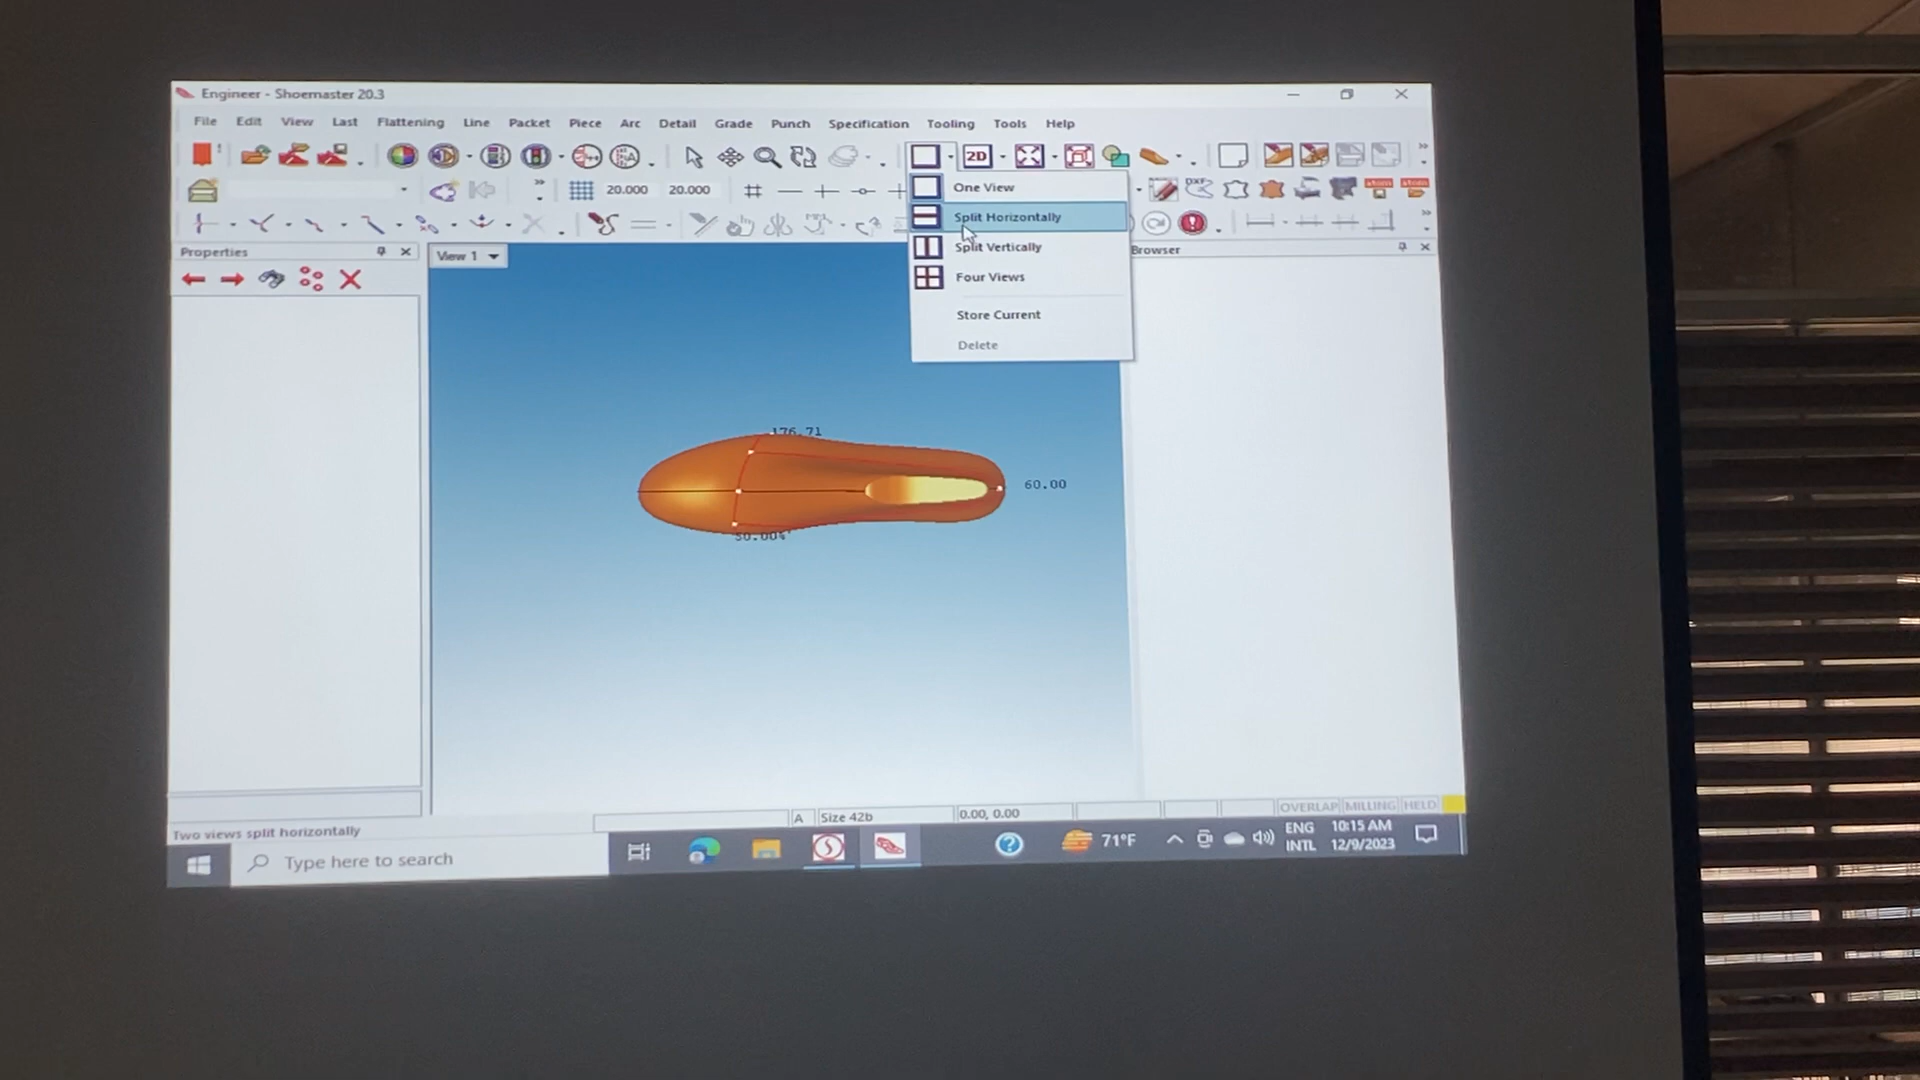 Engineer - Shoemaster 20.3
File Edit View Last Flattening Line Packet Piece Arc Detail Grade Punch Specification Tooling Tools Help
2D
20.000 20.000
DXF
atom atom
One View
Split Horizontally
Split Vertically
Four Views
Store Current
Delete
Properties
View 1
Browser
176.71
60.00
50.00%
A Size 42b 0.00, 0.00 OVERLAP MILLING HELD
Two views split horizontally
Type here to search
71°F
ENG
INTL
10:15 AM
12/9/2023